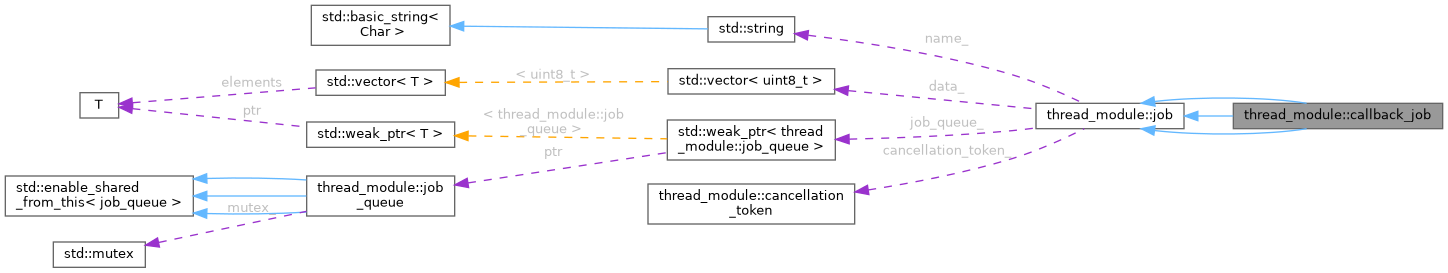 std::basic_string<
Char >
std::string
name_
elements
std::vector< T >
< uint8_t >
std::vector< uint8_t >
data_
T
ptr
std::weak_ptr< T >
< thread_module::job
_queue >
std::weak_ptr< thread
_module::job_queue >
job_queue_
thread_module::job
thread_module::callback_job
ptr
cancellation_token_
std::enable_shared
_from_this< job_queue >
thread_module::job
_queue
thread_module::cancellation
_token
mutex_
std::mutex